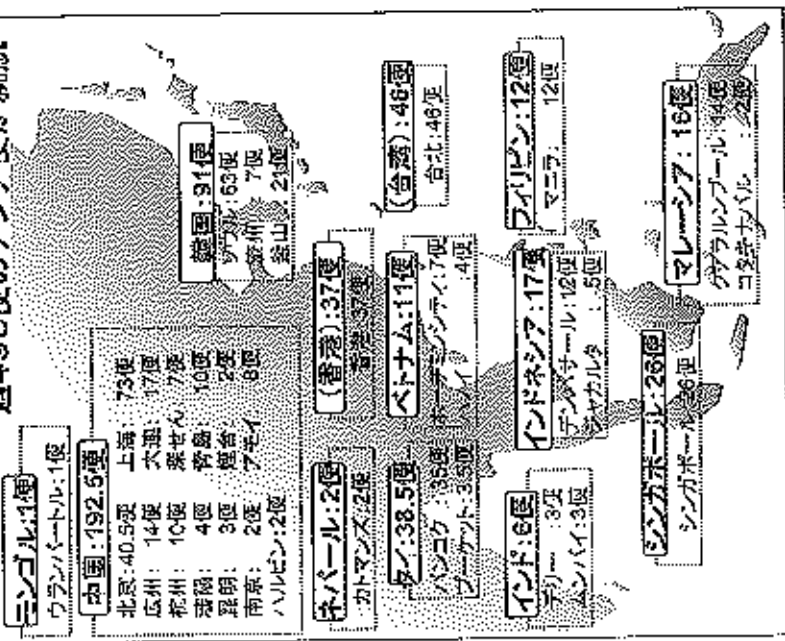 モンゴル:1便
ウランバートル:1便
中国:192.5便
北京:40.5便 上海: 73便
広州: 14便 大連: 17便
杭州: 10便 深せん: 7便
瀋陽: 4便 青島: 10便
昆明: 3便 煙台: 2便
南京: 2便 アモイ 8便
ハルビン:2便
韓国:91便
ソウル:63便
7便
釜山: 21便
ネパール:2便
カトマンズ:2便
(香港):37便
香港:37便
(台湾):46便
台北:46便
タイ:38.5便
バンコク :35便
プーケット:3.5便
ベトナム:11便
ホーチミンシティ:7便
ハノイ :4便
フィリピン:12便
マニラ: 12便
インド:6便
デリー :3便
ムンバイ:3便
インドネシア:17便
デンパサール:12便
ジャカルタ : 5便
シンガポール:26便
シンガポール:26便
マレーシア: 16便
クアラルンプール:14便
コタキナバル : 2便